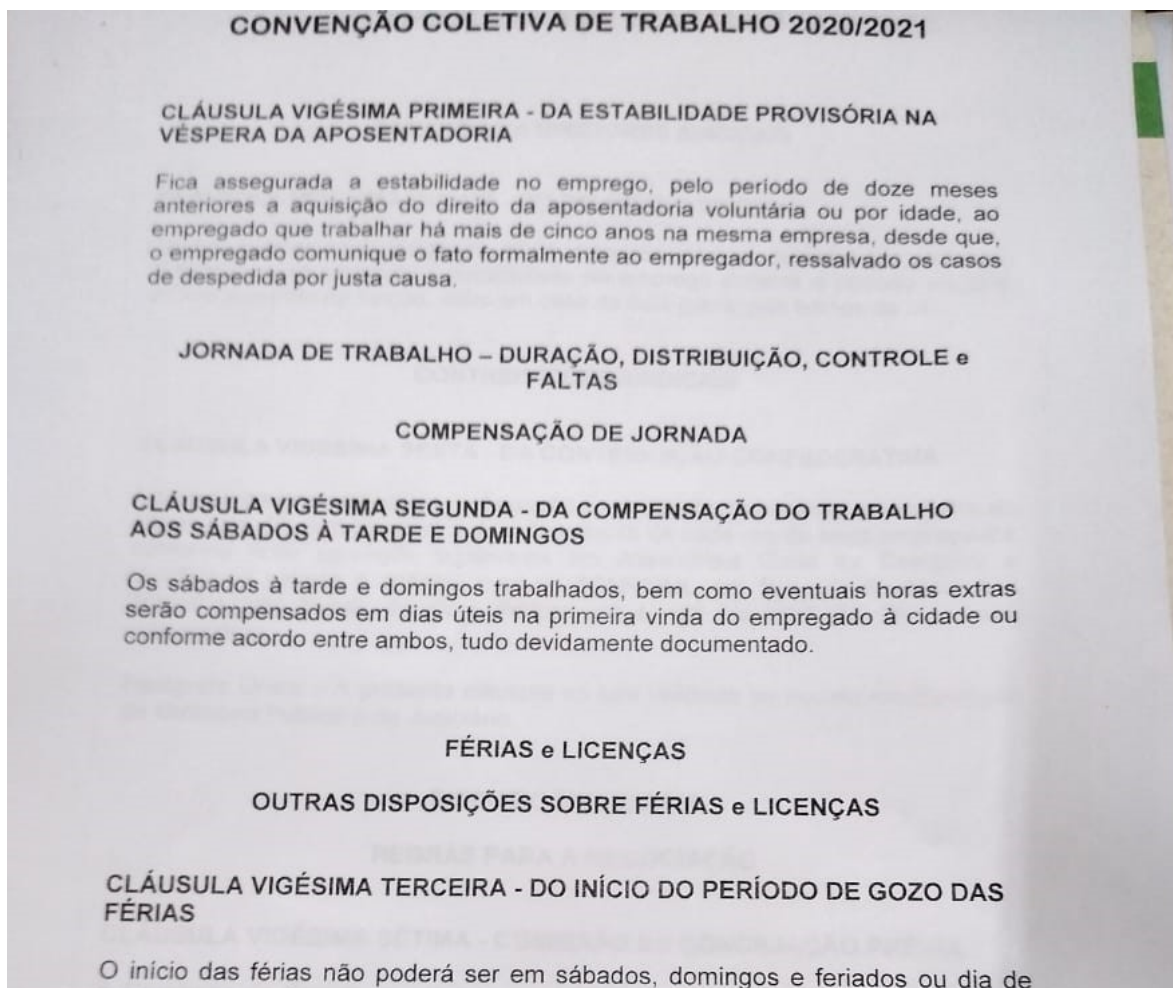 CONVENÇÃO COLETIVA DE TRABALHO 2020/2021
CLÁUSULA VIGÉSIMA PRIMEIRA - DA ESTABILIDADE PROVISÓRIA NA
VÉSPERA DA APOSENTADORIA
Fica assegurada a estabilidade no emprego, pelo período de doze meses
anteriores a aquisição do direito da aposentadoria voluntária ou por idade, ao
empregado que trabalhar há mais de cinco anos na mesma empresa, desde que,
o empregado comunique o fato formalmente ao empregador, ressalvado os casos
de despedida por justa causa.
JORNADA DE TRABALHO – DURAÇÃO, DISTRIBUIÇÃO, CONTROLE e
FALTAS
COMPENSAÇÃO DE JORNADA
CLÁUSULA VIGÉSIMA SEGUNDA - DA COMPENSAÇÃO DO TRABALHO
AOS SÁBADOS À TARDE E DOMINGOS
Os sábados à tarde e domingos trabalhados, bem como eventuais horas extras
serão compensados em dias úteis na primeira vinda do empregado à cidade ou
conforme acordo entre ambos, tudo devidamente documentado.
FÉRIAS e LICENÇAS
OUTRAS DISPOSIÇÕES SOBRE FÉRIAS e LICENÇAS
CLÁUSULA VIGÉSIMA TERCEIRA - DO INÍCIO DO PERÍODO DE GOZO DAS
FÉRIAS
O início das férias não poderá ser em sábados, domingos e feriados ou dia de